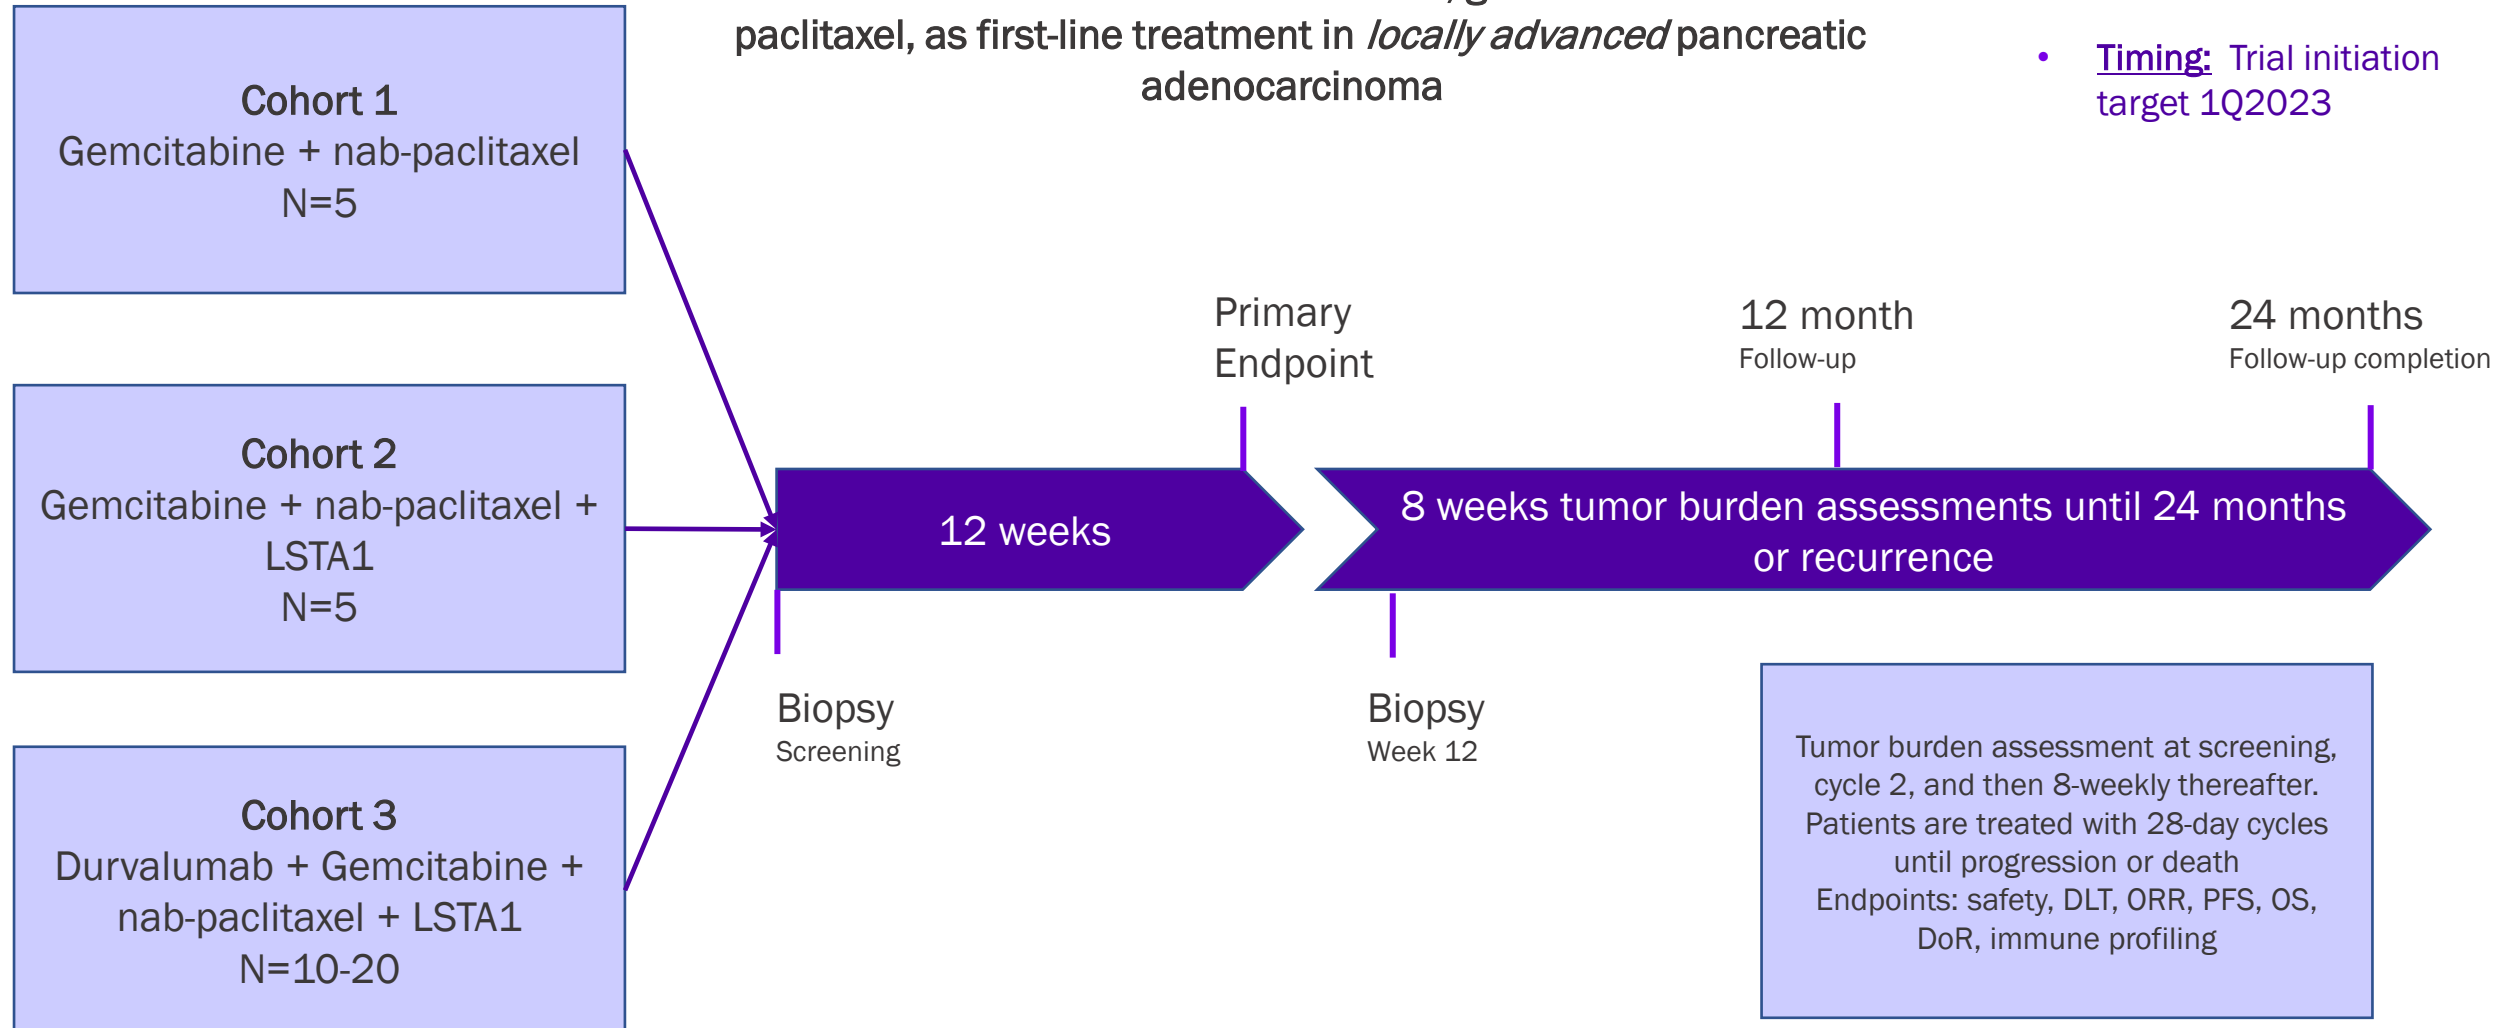 paclitaxel, as first-line treatment in locally advanced pancreatic
adenocarcinoma
• Timing: Trial initiation
target 1Q2023
Cohort 1
Gemcitabine + nab-paclitaxel
N=5
Cohort 2
Gemcitabine + nab-paclitaxel +
LSTA1
N=5
Cohort 3
Durvalumab + Gemcitabine +
nab-paclitaxel + LSTA1
N=10-20
Primary
Endpoint
12 month
Follow-up
24 months
Follow-up completion
12 weeks
8 weeks tumor burden assessments until 24 months
or recurrence
Biopsy
Screening
Biopsy
Week 12
Tumor burden assessment at screening,
cycle 2, and then 8-weekly thereafter.
Patients are treated with 28-day cycles
until progression or death
Endpoints: safety, DLT, ORR, PFS, OS,
DoR, immune profiling